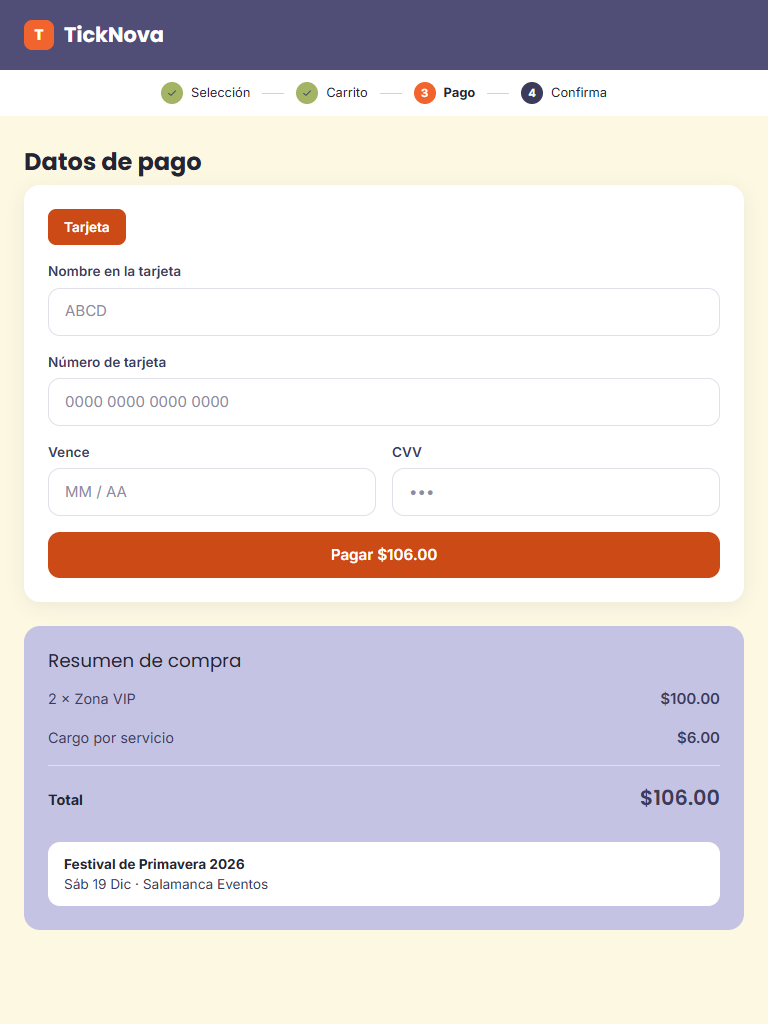 T TickNova
✓ Selección
✓ Carrito
3 Pago
4 Confirma
Datos de pago
Tarjeta
Nombre en la tarjeta
ABCD
Número de tarjeta
0000 0000 0000 0000
Vence CVV
MM / AA •••
Pagar $106.00
Resumen de compra
2 × Zona VIP $100.00
Cargo por servicio $6.00
Total $106.00
Festival de Primavera 2026
Sáb 19 Dic · Salamanca Eventos